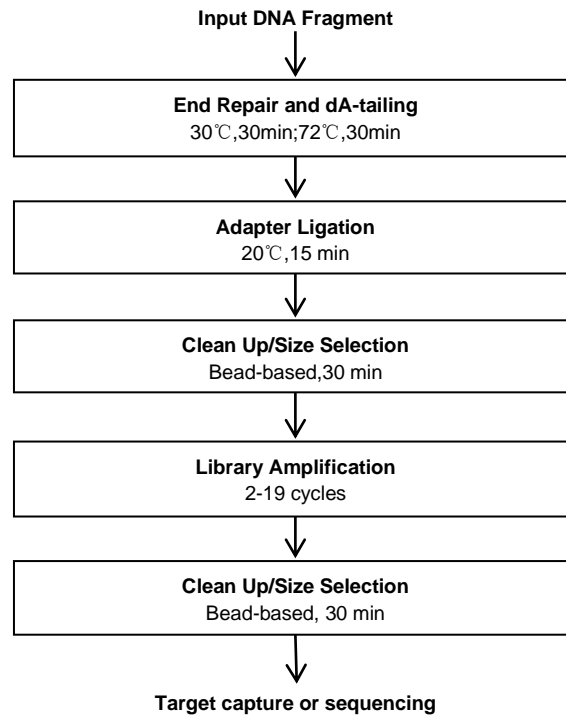 Input DNA Fragment
End Repair and dA-tailing
30℃,30min;72℃,30min
Adapter Ligation
20℃,15 min
Clean Up/Size Selection
Bead-based,30 min
Library Amplification
2-19 cycles
Clean Up/Size Selection
Bead-based, 30 min
Target capture or sequencing